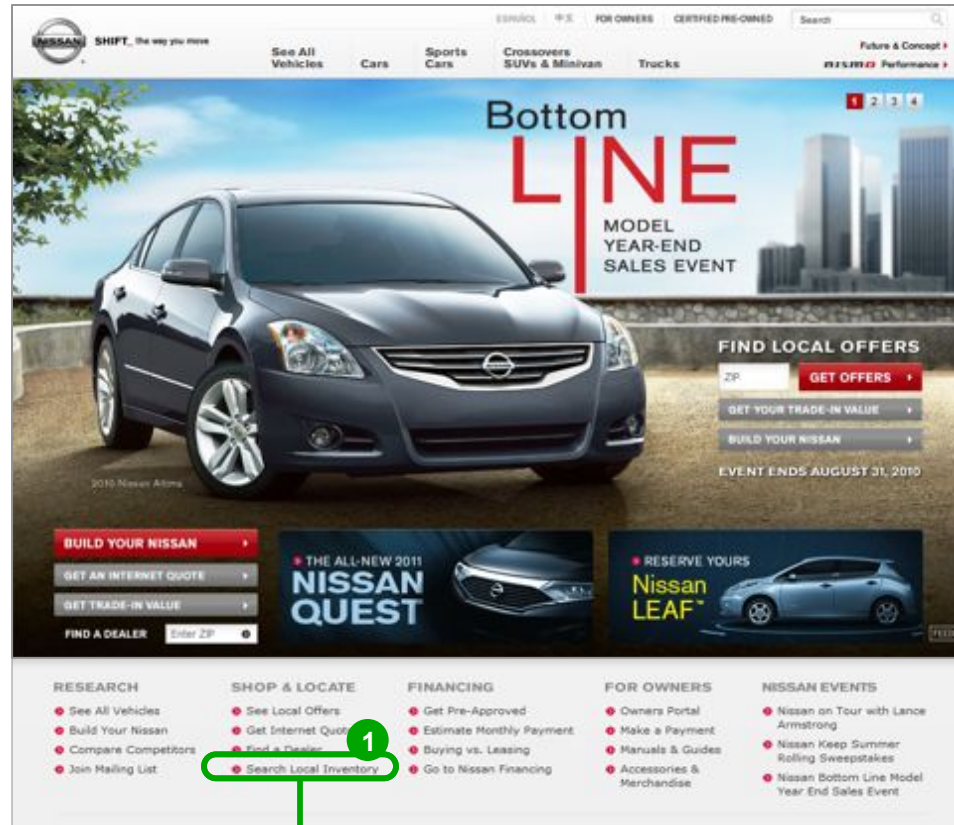 ESPAÑOL 中文 FOR OWNERS CERTIFIED PRE-OWNED Search
NISSAN SHIFT_ the way you move
See All Vehicles
Cars
Sports Cars
Crossovers SUVs & Minivan
Trucks
Future & Concept
nismo Performance
1 2 3 4
Bottom
LINE
MODEL
YEAR-END
SALES EVENT
FIND LOCAL OFFERS
ZIP GET OFFERS
GET YOUR TRADE-IN VALUE
BUILD YOUR NISSAN
EVENT ENDS AUGUST 31, 2010
2010 Nissan Altima
BUILD YOUR NISSAN
GET AN INTERNET QUOTE
GET TRADE-IN VALUE
FIND A DEALER Enter ZIP
THE ALL-NEW 2011
NISSAN
QUEST
RESERVE YOURS
Nissan
LEAF™
RESEARCH
See All Vehicles
Build Your Nissan
Compare Competitors
Join Mailing List
SHOP & LOCATE
See Local Offers
Get Internet Quote
Find a Dealer
1
Search Local Inventory
FINANCING
Get Pre-Approved
Estimate Monthly Payment
Buying vs. Leasing
Go to Nissan Financing
FOR OWNERS
Owners Portal
Make a Payment
Manuals & Guides
Accessories &
Merchandise
NISSAN EVENTS
Nissan on Tour with Lance
Armstrong
Nissan Keep Summer
Rolling Sweepstakes
Nissan Bottom Line Model
Year End Sales Event